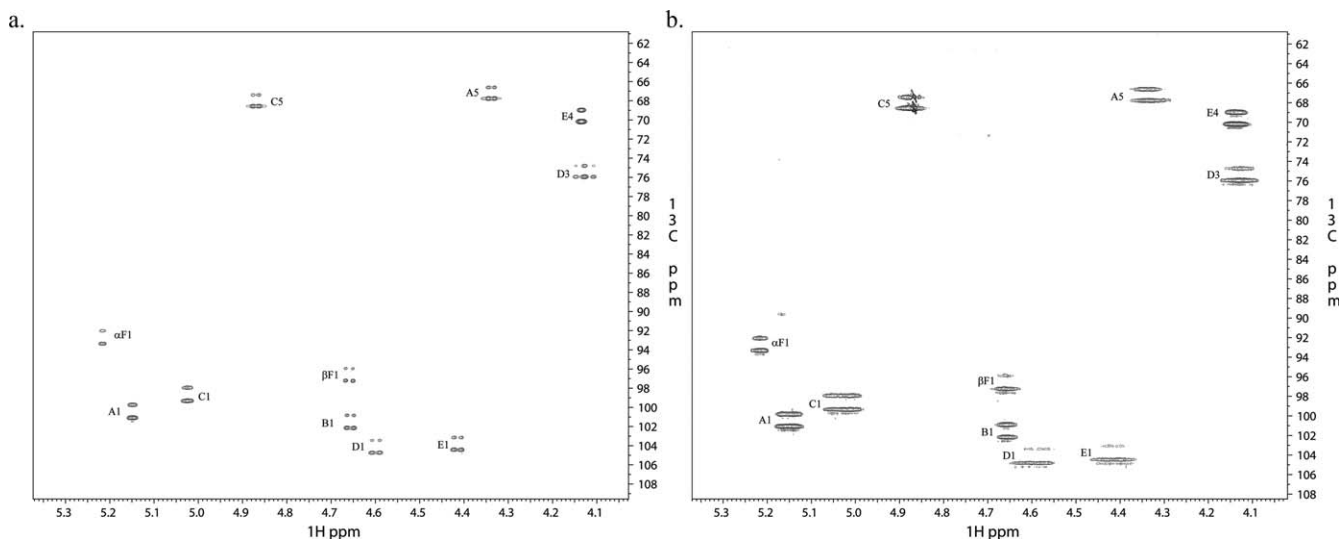 a.
C5
A5
E4
D3
αF1
C1
A1
βF1
B1
D1
E1
62
64
66
68
70
72
74
76
78
80
82
84
86
88
90
92
94
96
98
100
102
104
106
108
13C ppm
5.3 5.2 5.1 5.0 4.9 4.8 4.7 4.6 4.5 4.4 4.3 4.2 4.1
1H ppm
b.
C5
A5
E4
D3
αF1
C1
A1
βF1
B1
D1
E1
62
64
66
68
70
72
74
76
78
80
82
84
86
88
90
92
94
96
98
100
102
104
106
108
13C ppm
5.3 5.2 5.1 5.0 4.9 4.8 4.7 4.6 4.5 4.4 4.3 4.2 4.1
1H ppm